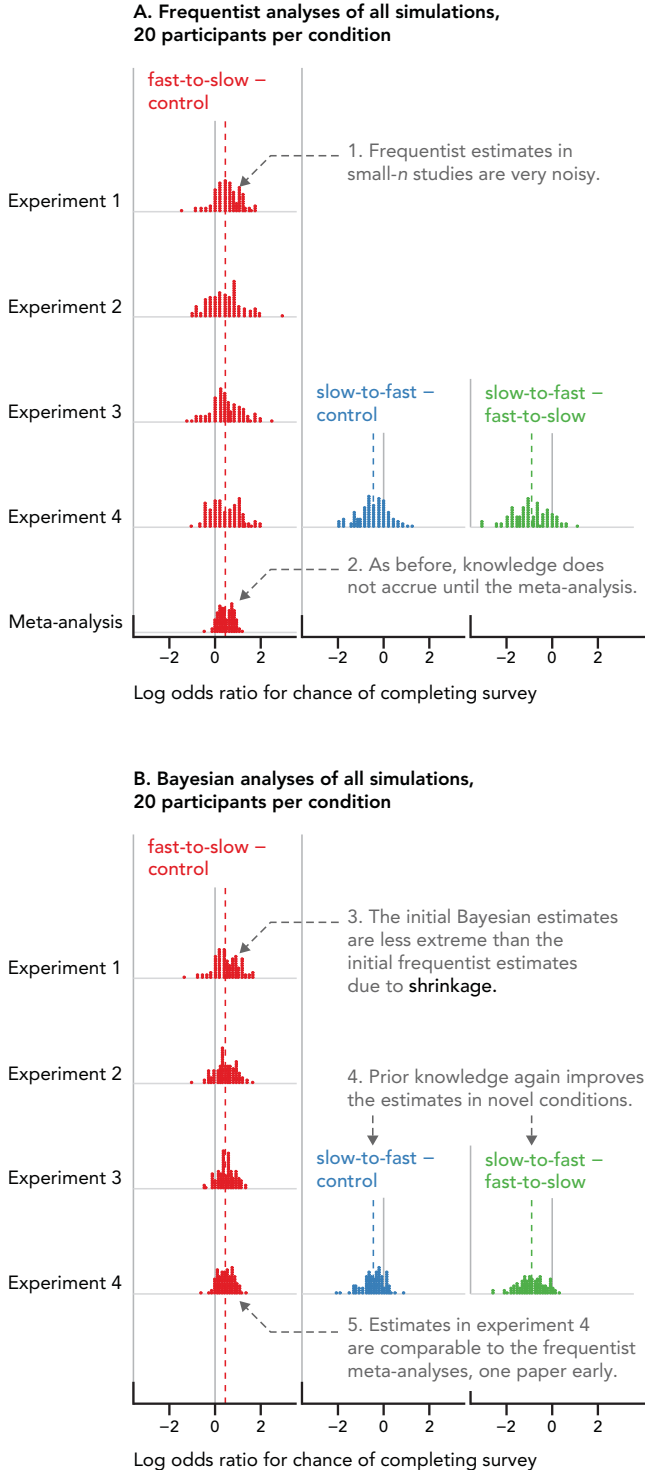 A. Frequentist analyses of all simulations,
20 participants per condition
fast-to-slow –
control
1. Frequentist estimates in
small-n studies are very noisy.
Experiment 1
Experiment 2
Experiment 3
slow-to-fast –
control
slow-to-fast –
fast-to-slow
Experiment 4
2. As before, knowledge does
not accrue until the meta-analysis.
Meta-analysis
−2 0 2 −2 0 2 −2 0 2
Log odds ratio for chance of completing survey
B. Bayesian analyses of all simulations,
20 participants per condition
fast-to-slow –
control
3. The initial Bayesian estimates
are less extreme than the
initial frequentist estimates
due to shrinkage.
Experiment 1
Experiment 2
4. Prior knowledge again improves
the estimates in novel conditions.
Experiment 3
slow-to-fast –
control
slow-to-fast –
fast-to-slow
Experiment 4
5. Estimates in experiment 4
are comparable to the frequentist
meta-analyses, one paper early.
−2 0 2 −2 0 2 −2 0 2
Log odds ratio for chance of completing survey